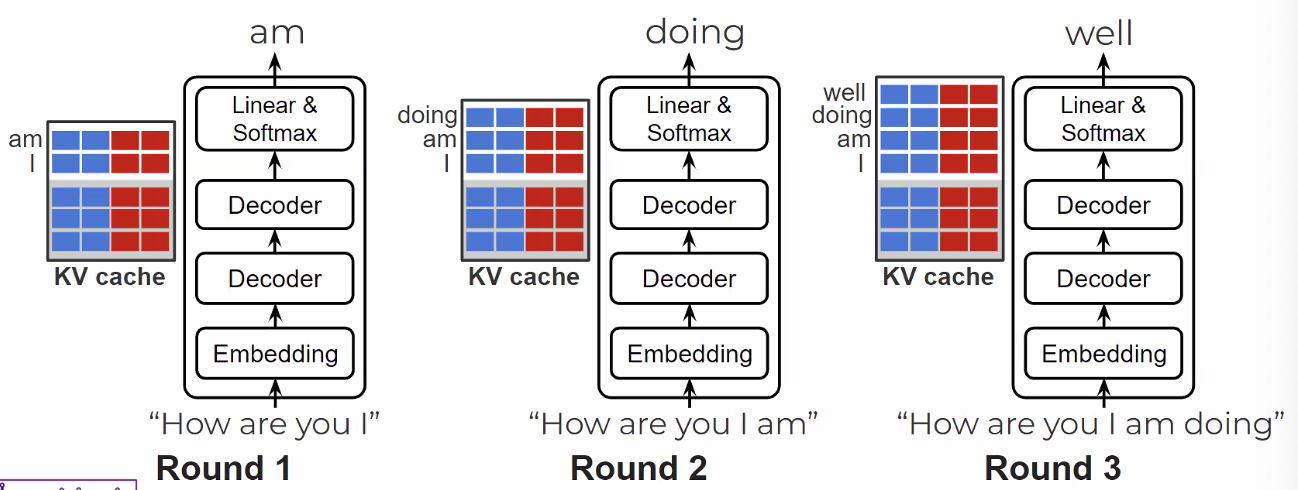 am
Linear &
Softmax
Decoder
Decoder
Embedding
am
I
KV cache
“How are you I”
Round 1
doing
Linear &
Softmax
Decoder
Decoder
Embedding
doing
am
I
KV cache
“How are you I am”
Round 2
well
Linear &
Softmax
Decoder
Decoder
Embedding
well
doing
am
I
KV cache
“How are you I am doing”
Round 3